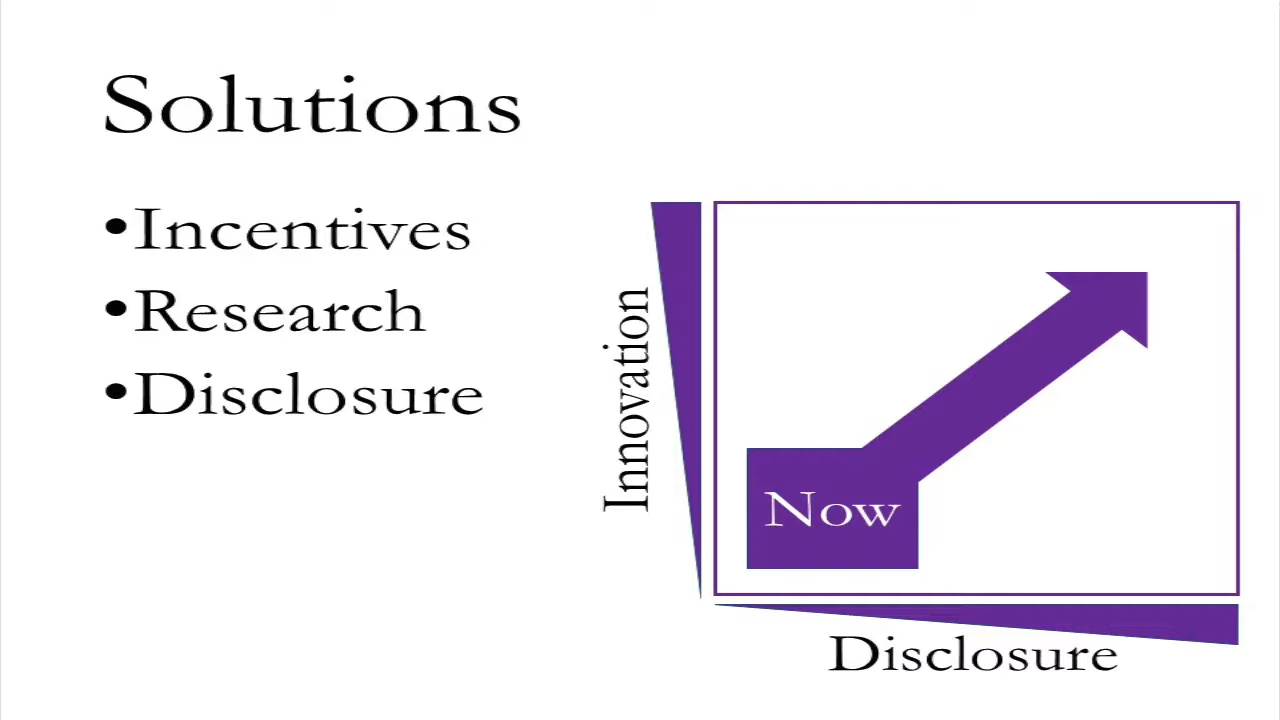 Solutions
•Incentives
•Research
•Disclosure
Innovation
Now
Disclosure